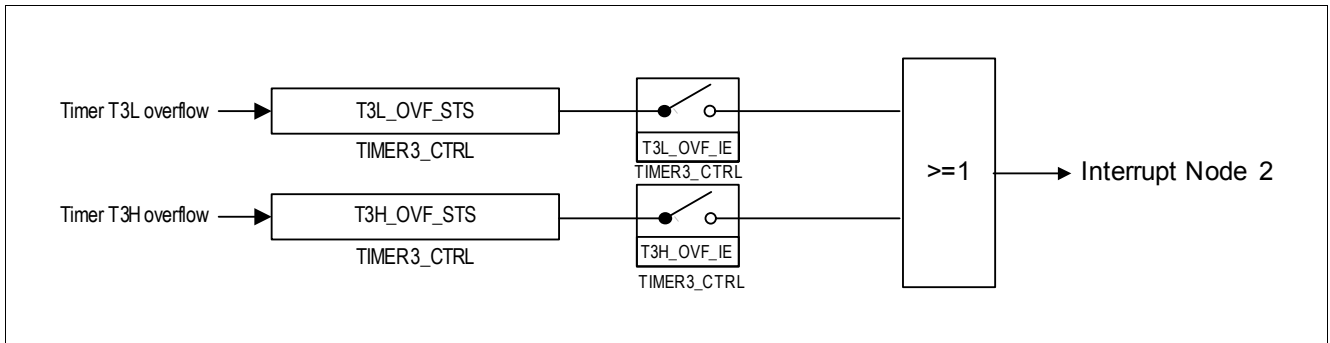 Timer T3L overflow
T3L_OVF_STS
TIMER3_CTRL
T3L_OVF_IE
TIMER3_CTRL
Timer T3H overflow
T3H_OVF_STS
TIMER3_CTRL
T3H_OVF_IE
TIMER3_CTRL
>=1
Interrupt Node 2